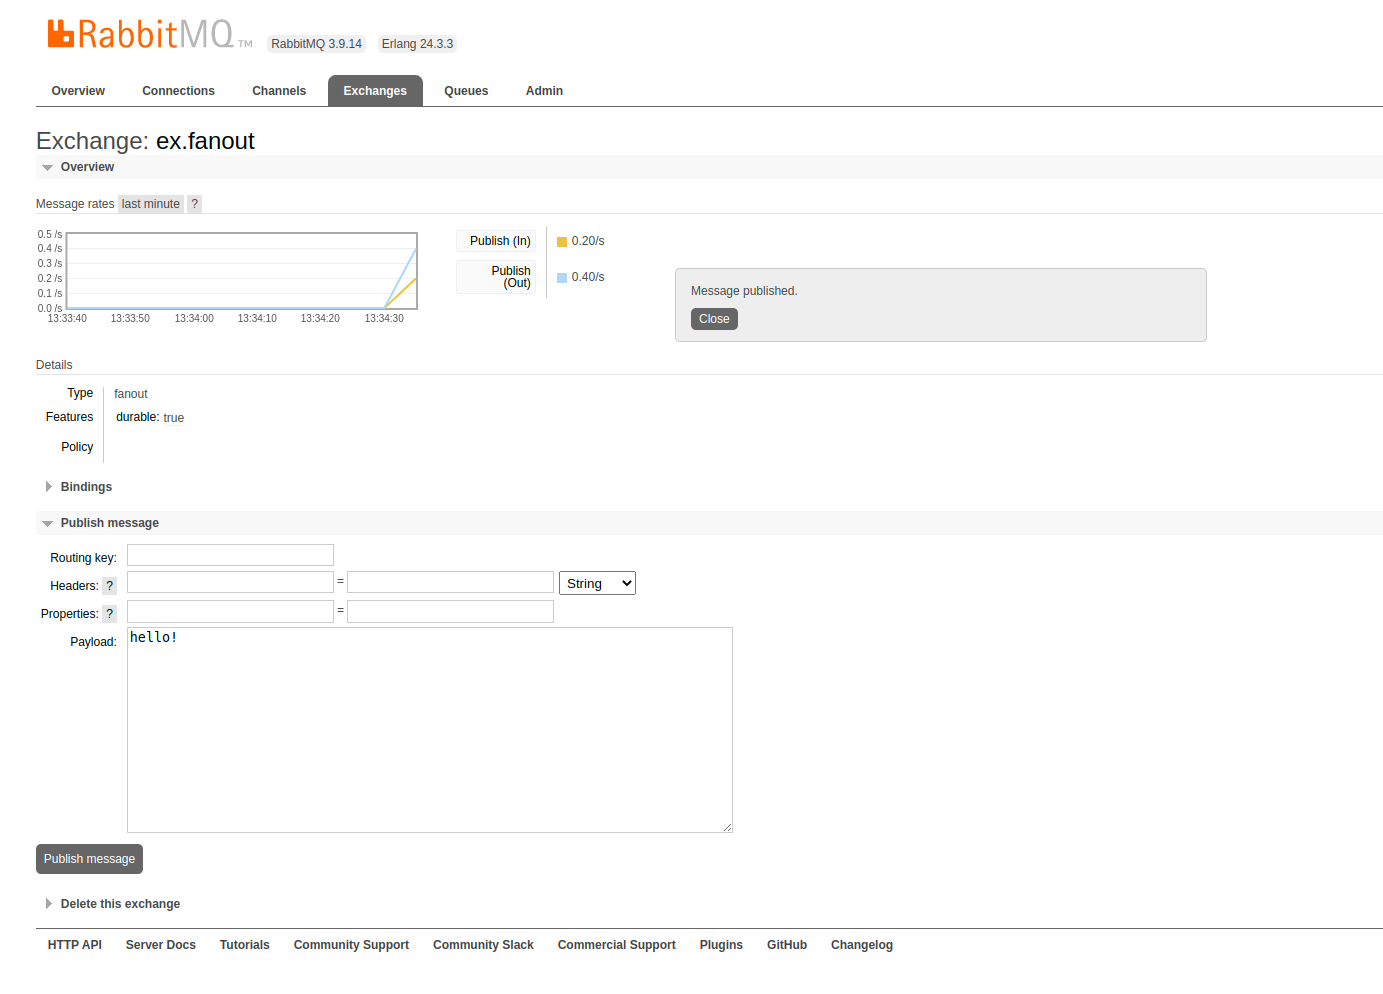 RabbitMQ TM RabbitMQ 3.9.14 Erlang 24.3.3
Overview Connections Channels Exchanges Queues Admin
Exchange: ex.fanout
Overview
Message rates last minute ?
0.5 /s
0.4 /s
0.3 /s
0.2 /s
0.1 /s
0.0 /s
13:33:40 13:33:50 13:34:00 13:34:10 13:34:20 13:34:30
Publish (In) 0.20/s
Publish
(Out) 0.40/s
Message published.
Close
Details
Type fanout
Features durable: true
Policy
Bindings
Publish message
Routing key:
Headers: ? = String
Properties: ? =
Payload: hello!
Publish message
Delete this exchange
HTTP API Server Docs Tutorials Community Support Community Slack Commercial Support Plugins GitHub Changelog